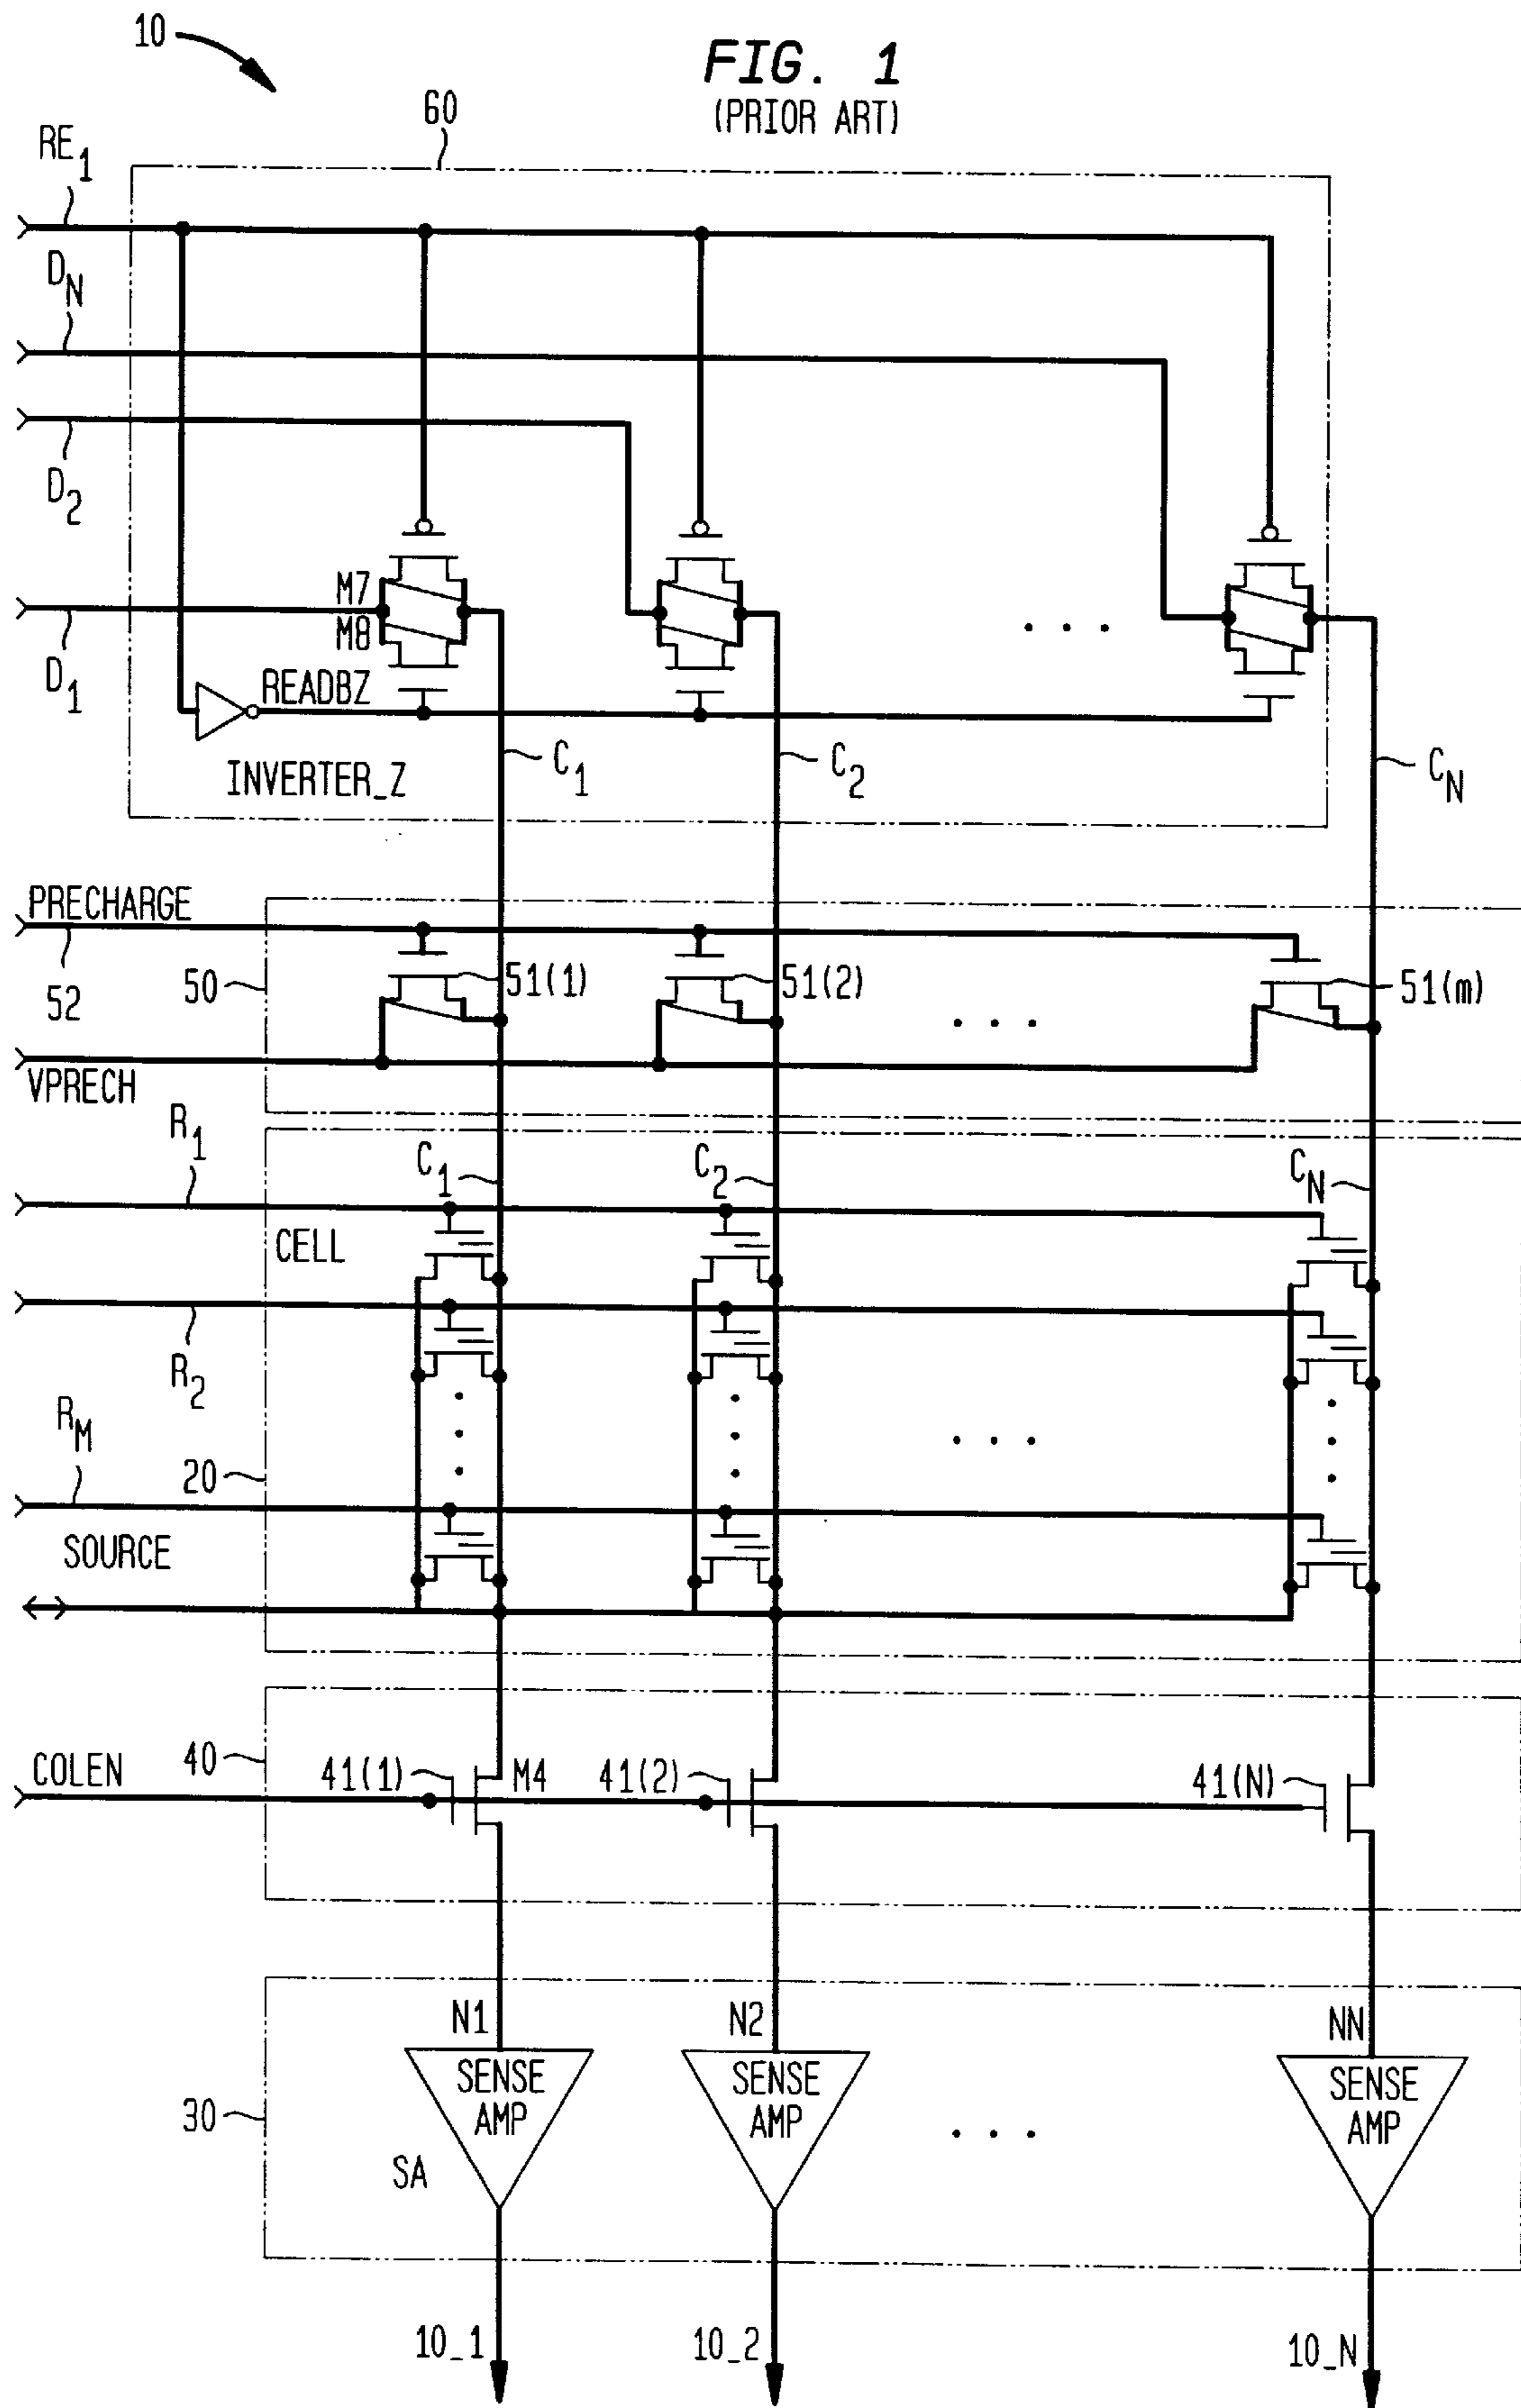 10
FIG. 1
(PRIOR ART)
60
RE1
DN
D2
M7
M8
D1
READBZ
INVERTER_Z
C1
C2
CN
PRECHARGE
52
50
51(1)
51(2)
51(m)
VPRECH
R1
C1
C2
CN
CELL
R2
RM
20
SOURCE
COLEN
40
41(1)
M4
41(2)
41(N)
N1
N2
NN
SENSE AMP
SENSE AMP
SENSE AMP
30
SA
10_1
10_2
10_N